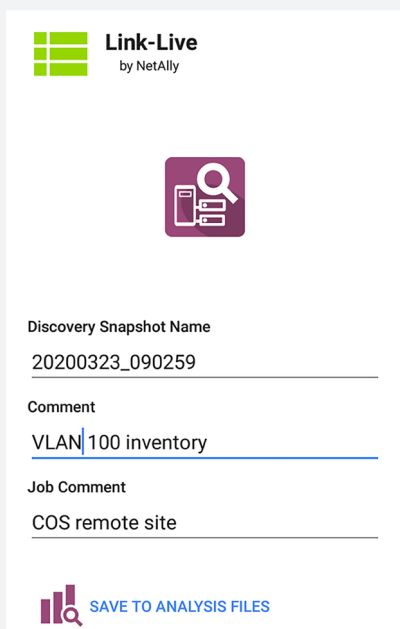 Link-Live
by NetAlly
Discovery Snapshot Name
20200323_090259
Comment
VLAN 100 inventory
Job Comment
COS remote site
SAVE TO ANALYSIS FILES